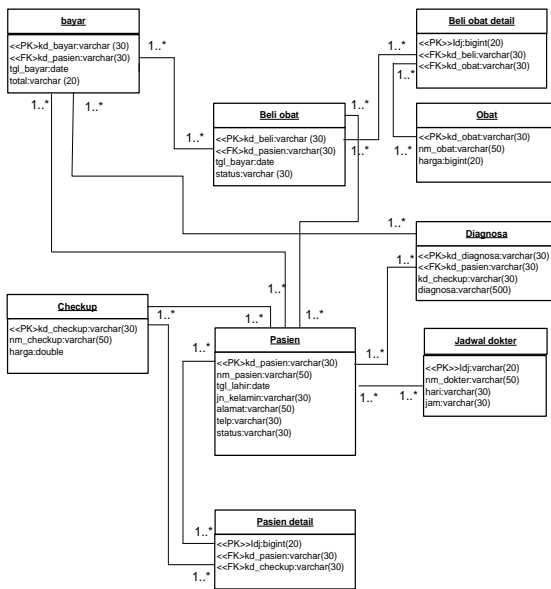 bayar
<<PK>kd_bayar:varchar (30)
<<FK>kd_pasien:varchar(30)
tgl_bayar:date
total:varchar (20)
1..*
1..*
1..*
Beli obat detail
<<PK>>Idj:bigint(20)
<<FK>kd_beli:varchar(30)
<<FK>kd_obat:varchar(30)
1..*
1..*
Beli obat
<<PK>kd_beli:varchar (30)
<<FK>kd_pasien:varchar(30)
tgl_bayar:date
status:varchar (30)
1..*
1..*
1..*
Obat
<<PK>kd_obat:varchar(30)
nm_obat:varchar(50)
harga:bigint(20)
1..*
1..*
Diagnosa
<<PK>kd_diagnosa:varchar(30)
<<FK>kd_pasien:varchar(30)
kd_checkup:varchar(30)
diagnosa:varchar(500)
1..*
Checkup
<<PK>kd_checkup:varchar(30)
nm_checkup:varchar(50)
harga:double
1..*
1..*
1..*
1..*
Pasien
<<PK>kd_pasien:varchar(30)
nm_pasien:varchar(50)
tgl_lahir:date
jn_kelamin:varchar(30)
alamat:varchar(50)
telp:varchar(30)
status:varchar(30)
1..*
1..*
1..*
1..*
Jadwal dokter
<<PK>>Idj:varchar(20)
nm_dokter:varchar(50)
hari:varchar(30)
jam:varchar(30)
Pasien detail
<<PK>>Idj:bigint(20)
<<FK>kd_pasien:varchar(30)
<<FK>kd_checkup:varchar(30)
1..*
1..*